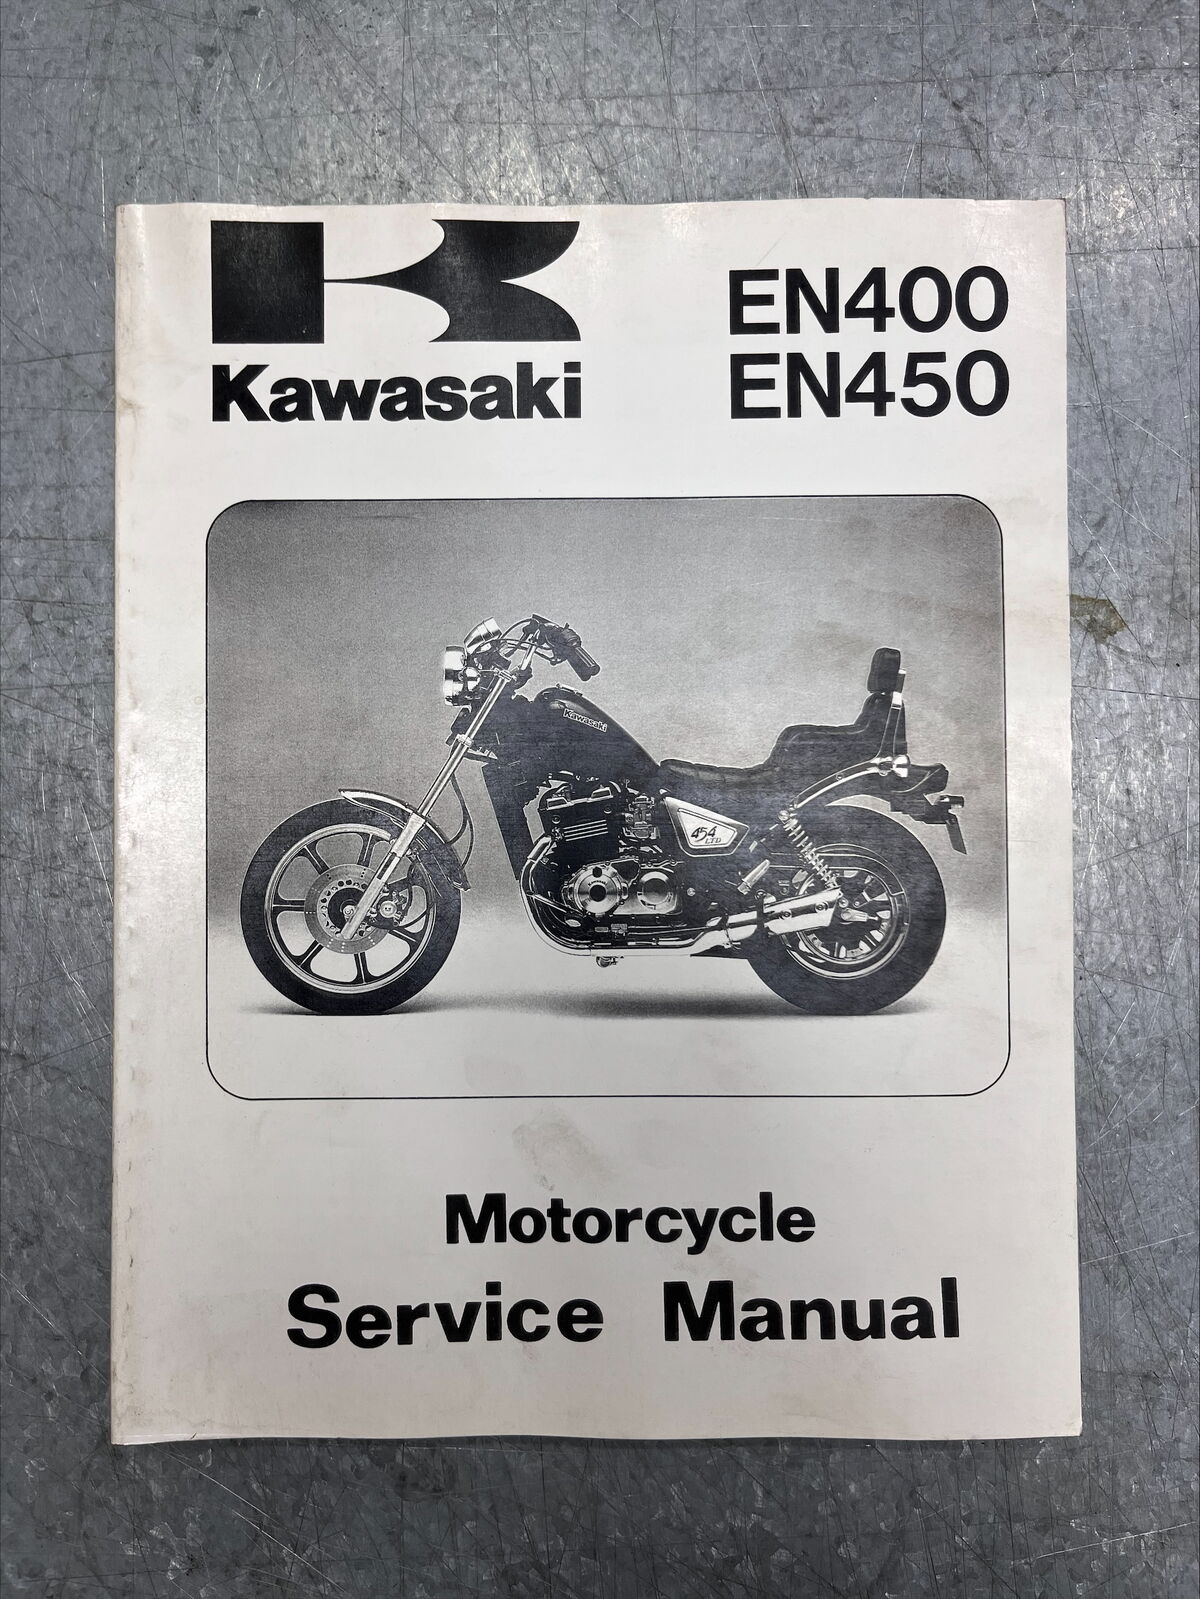 Kawasaki
EN400
EN450
Kawasaki
454
LTD
Motorcycle
Service Manual